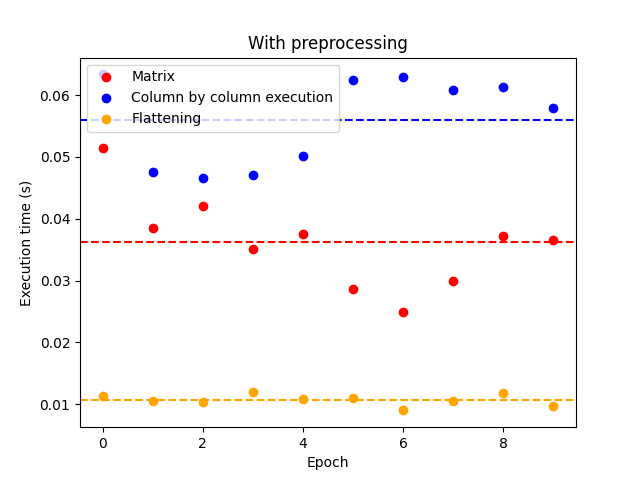 With preprocessing
Matrix
Column by column execution
Flattening
Execution time (s)
0.06
0.05
0.04
0.03
0.02
0.01
0 2 4 6 8
Epoch